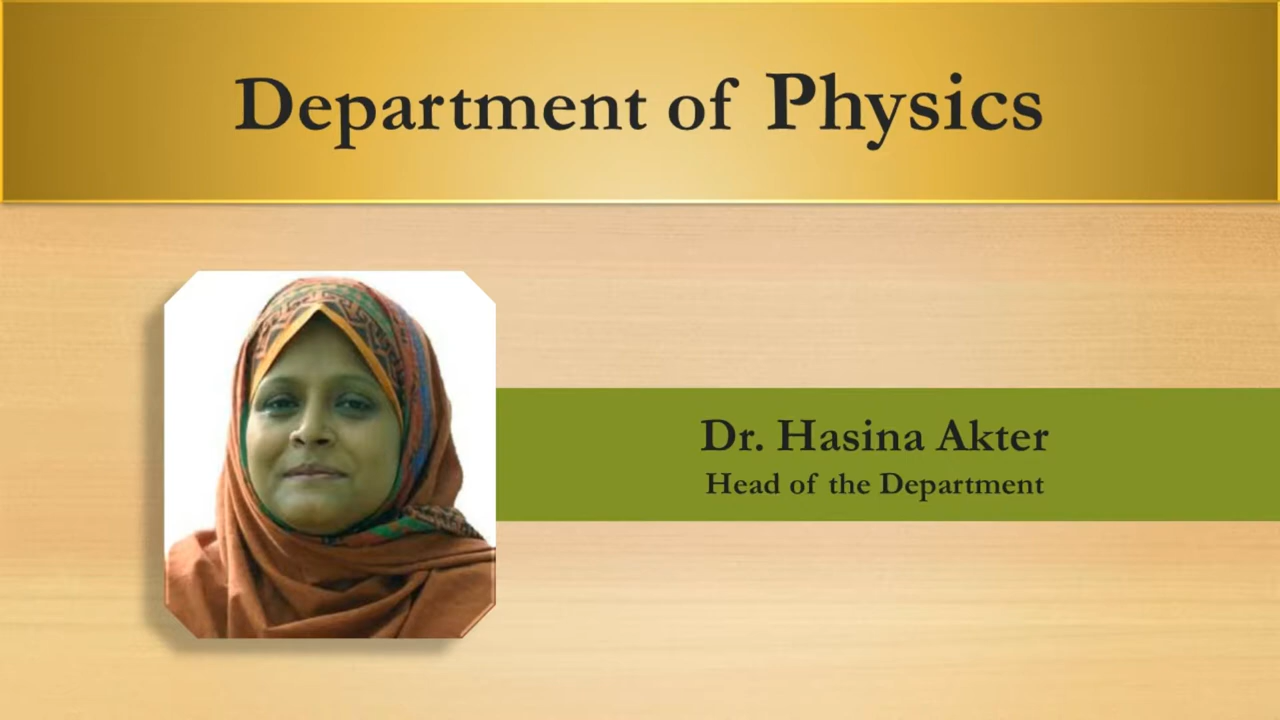 Department of Physics
Dr. Hasina Akter
Head of the Department